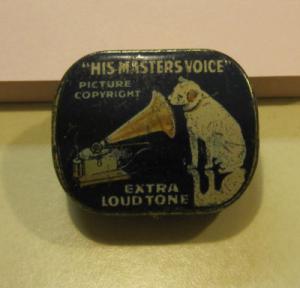 "HIS MASTERS VOICE"
PICTURE
COPYRIGHT
EXTRA
LOUD TONE